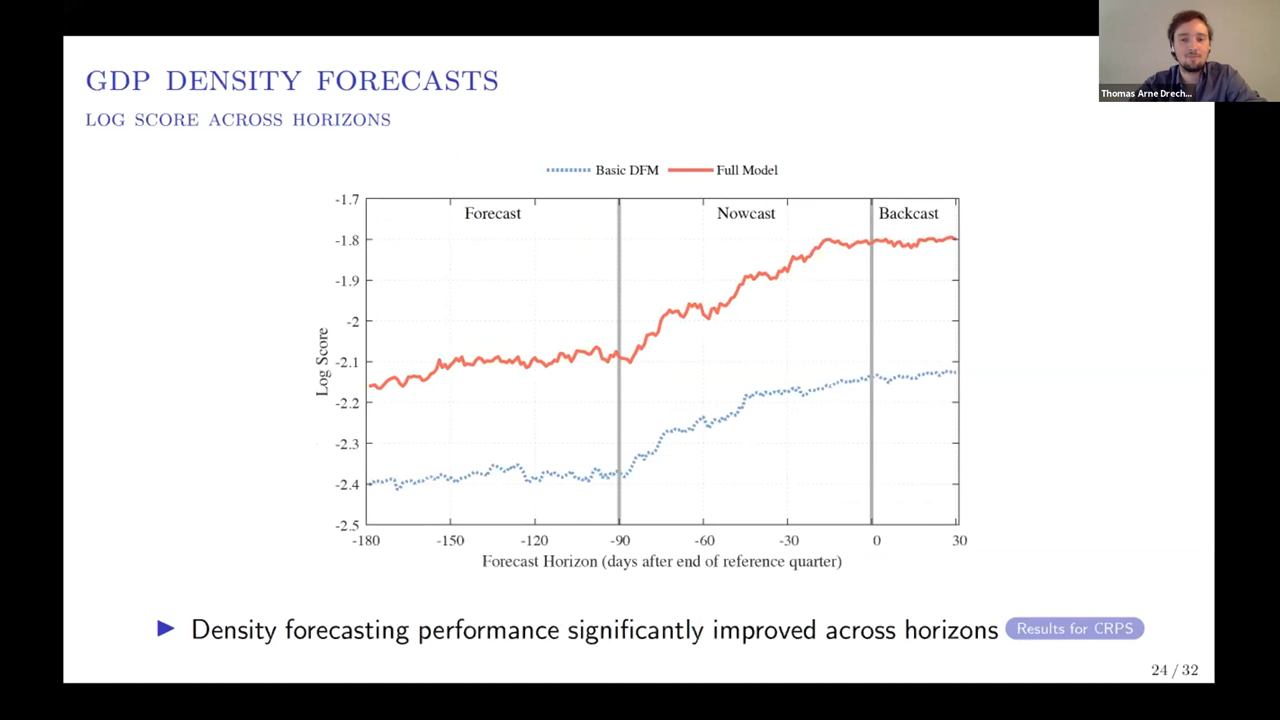 GDP DENSITY FORECASTS
LOG SCORE ACROSS HORIZONS
Thomas Arne Drech...
Basic DFM Full Model
Forecast Nowcast Backcast
-1.7
-1.8
-1.9
-2
-2.1
-2.2
-2.3
-2.4
-2.5
Log Score
-180 -150 -120 -90 -60 -30 0 30
Forecast Horizon (days after end of reference quarter)
Density forecasting performance significantly improved across horizons Results for CRPS
24 / 32